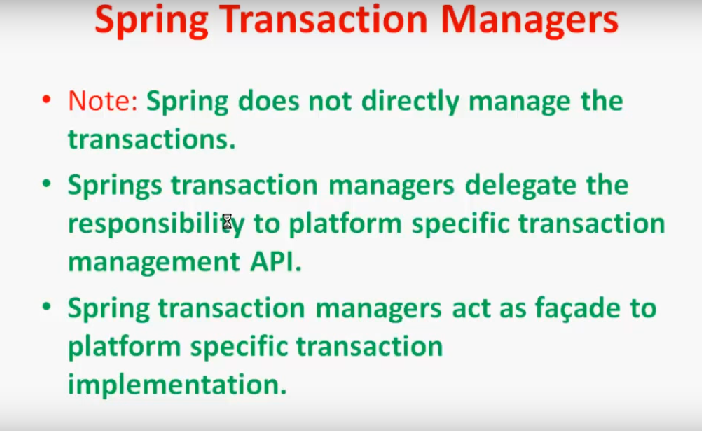 Spring Transaction Managers
• Note: Spring does not directly manage the
transactions.
• Springs transaction managers delegate the
responsibility to platform specific transaction
management API.
• Spring transaction managers act as façade to
platform specific transaction
implementation.